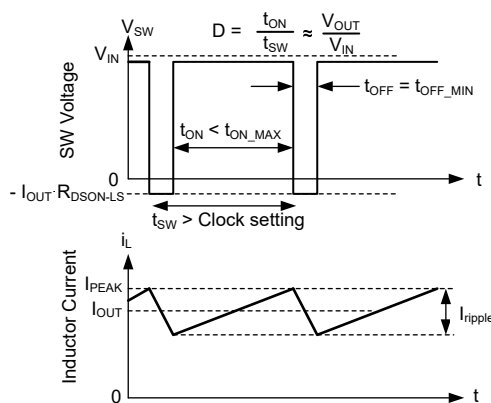 V_SW
D = t_ON / t_SW ≈ V_OUT / V_IN
V_IN
t_OFF = t_OFF_MIN
t_ON < t_ON_MAX
SW Voltage
0
t
- I_OUT·R_DSON-LS
t_SW > Clock setting
i_L
I_PEAK
I_OUT
I_ripple
Inductor Current
0
t